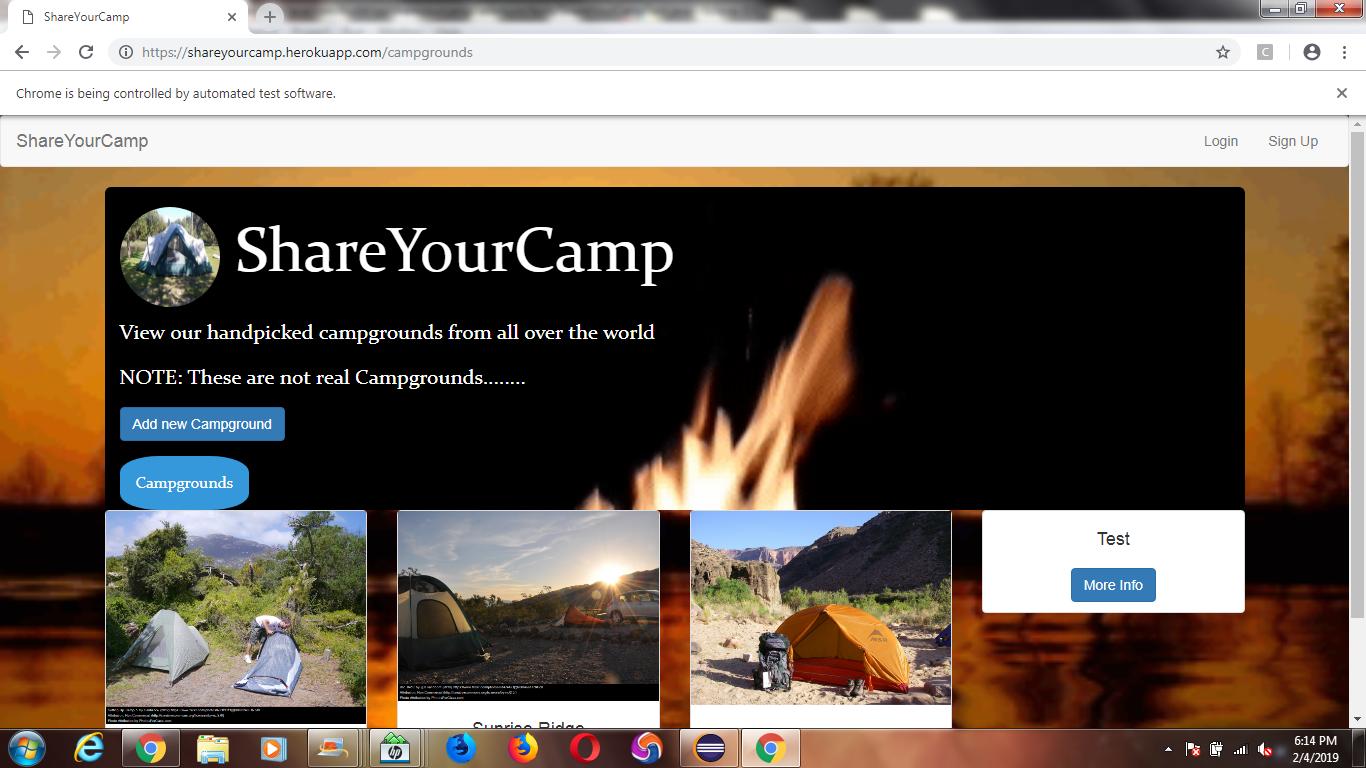 ShareYourCamp
https://shareyourcamp.herokuapp.com/campgrounds
C
Chrome is being controlled by automated test software.
ShareYourCamp
Login
Sign Up
ShareYourCamp
View our handpicked campgrounds from all over the world
NOTE: These are not real Campgrounds........
Add new Campground
Campgrounds
Test
More Info
Sunrise Ridge
hp
6:14 PM
2/4/2019